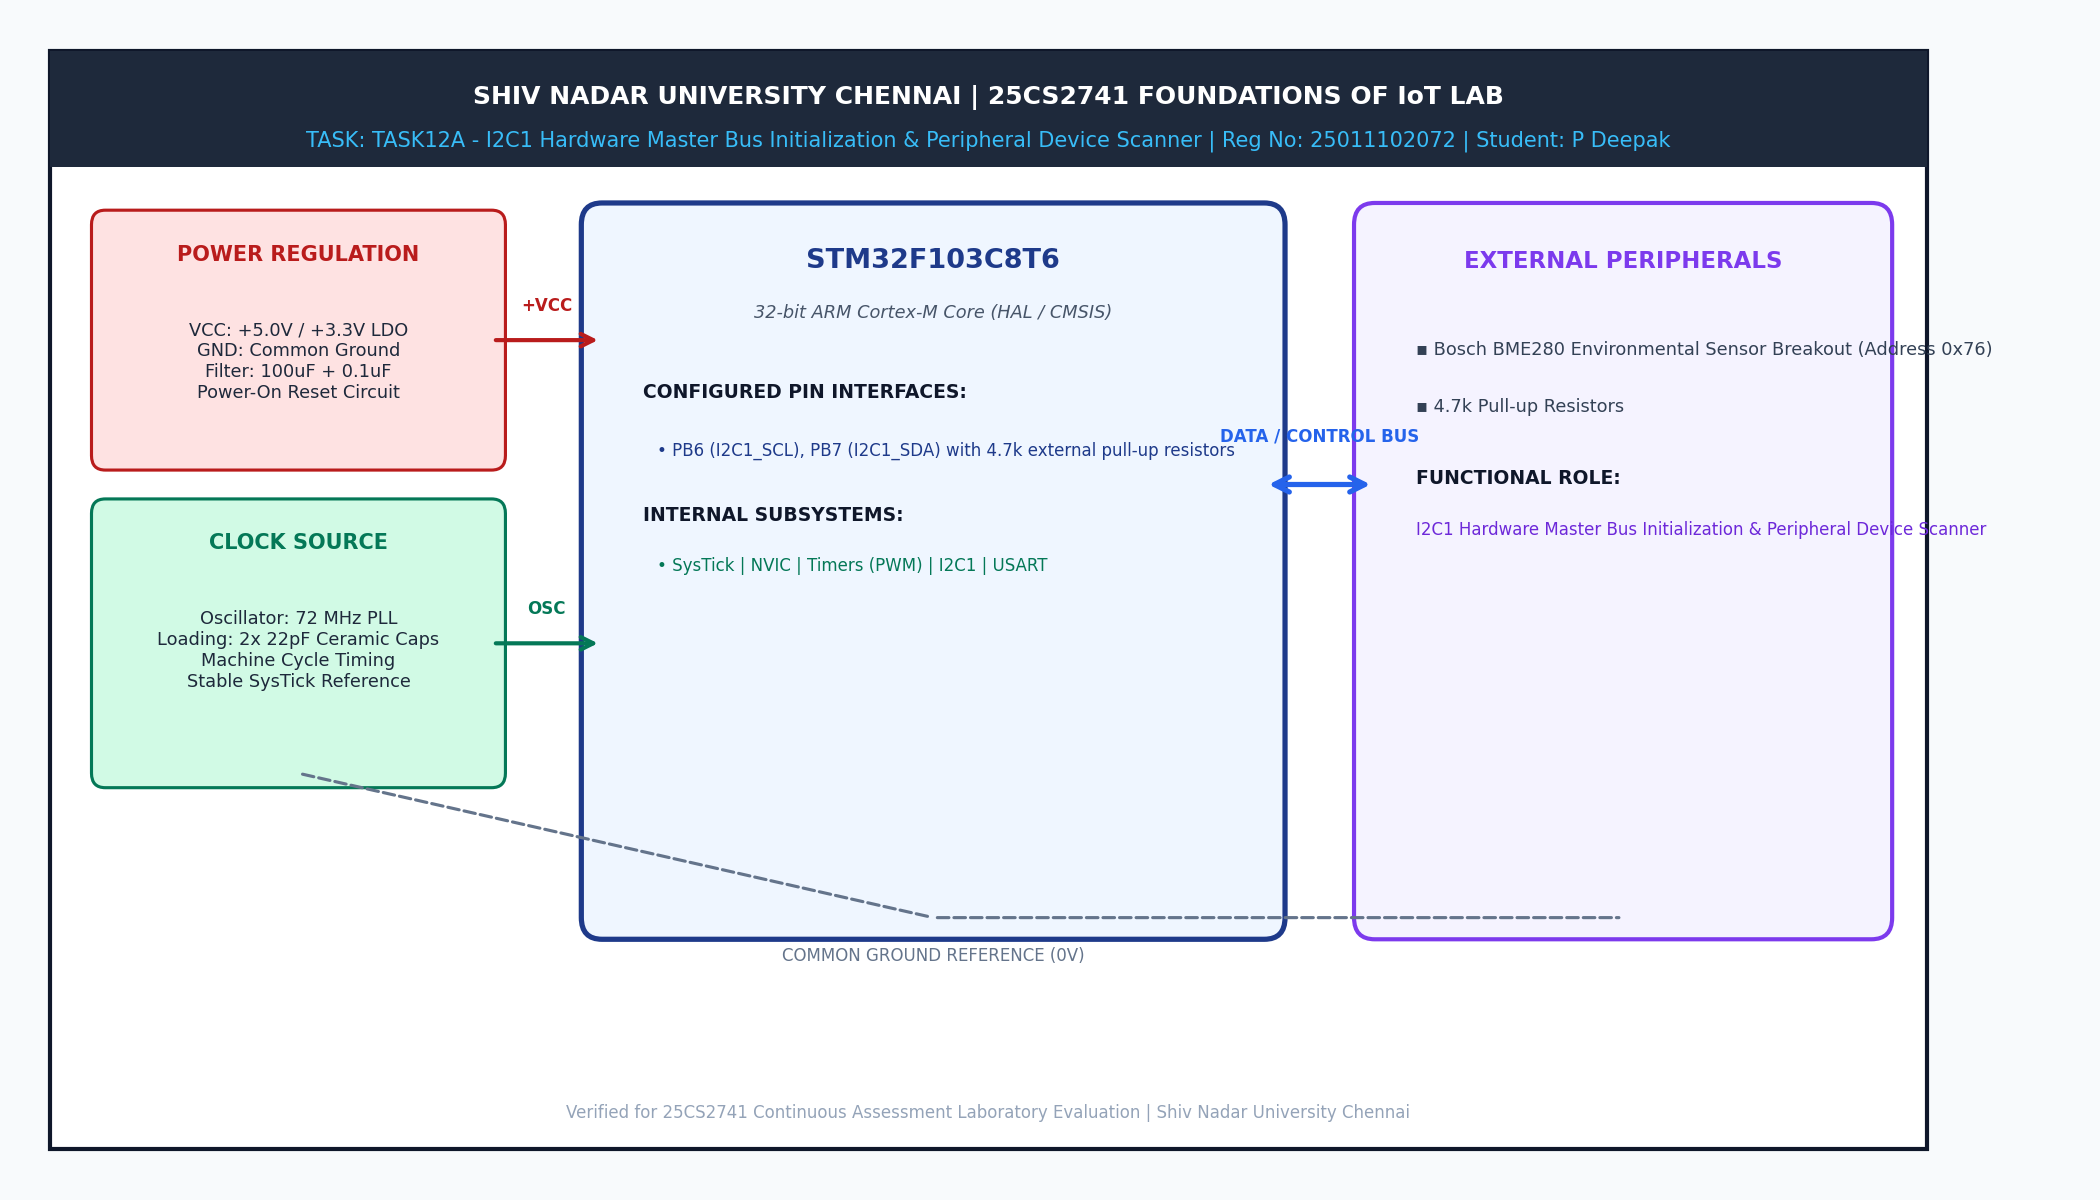 SHIV NADAR UNIVERSITY CHENNAI | 25CS2741 FOUNDATIONS OF IoT LAB
TASK: TASK12A - I2C1 Hardware Master Bus Initialization & Peripheral Device Scanner | Reg No: 25011102072 | Student: P Deepak
POWER REGULATION
VCC: +5.0V / +3.3V LDO
GND: Common Ground
Filter: 100uF + 0.1uF
Power-On Reset Circuit
+VCC
CLOCK SOURCE
Oscillator: 72 MHz PLL
Loading: 2x 22pF Ceramic Caps
Machine Cycle Timing
Stable SysTick Reference
OSC
STM32F103C8T6
32-bit ARM Cortex-M Core (HAL / CMSIS)
CONFIGURED PIN INTERFACES:
• PB6 (I2C1_SCL), PB7 (I2C1_SDA) with 4.7k external pull-up resistors
INTERNAL SUBSYSTEMS:
• SysTick | NVIC | Timers (PWM) | I2C1 | USART
DATA / CONTROL BUS
EXTERNAL PERIPHERALS
▪ Bosch BME280 Environmental Sensor Breakout (Address 0x76)
▪ 4.7k Pull-up Resistors
FUNCTIONAL ROLE:
I2C1 Hardware Master Bus Initialization & Peripheral Device Scanner
COMMON GROUND REFERENCE (0V)
Verified for 25CS2741 Continuous Assessment Laboratory Evaluation | Shiv Nadar University Chennai